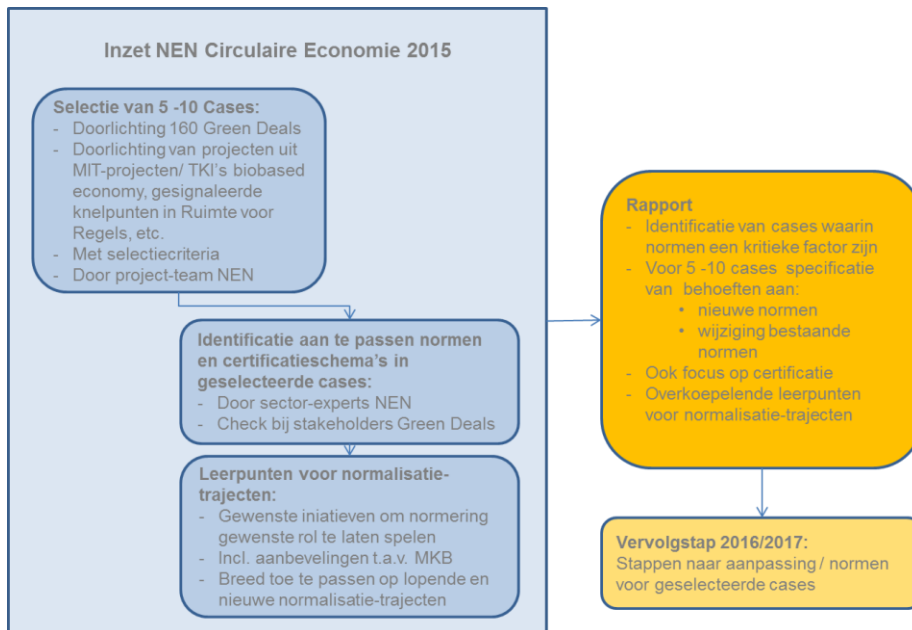 Inzet NEN Circulaire Economie 2015
Selectie van 5 -10 Cases:
- Doorlichting 160 Green Deals
- Doorlichting van projecten uit
MIT-projecten/ TKI's biobased
economy, gesignaleerde
knelpunten in Ruimte voor
Regels, etc.
- Met selectiecriteria
- Door project-team NEN
Identificatie aan te passen normen
en certificatieschema's in
geselecteerde cases:
- Door sector-experts NEN
- Check bij stakeholders Green Deals
Leerpunten voor normalisatie-
trajecten:
- Gewenste iniatieven om normering
gewenste rol te laten spelen
- Incl. aanbevelingen t.a.v. MKB
- Breed toe te passen op lopende en
nieuwe normalisatie-trajecten
Rapport
- Identificatie van cases waarin
normen een kritieke factor zijn
- Voor 5 -10 cases specificatie
van behoeften aan:
• nieuwe normen
• wijziging bestaande
normen
- Ook focus op certificatie
- Overkoepelende leerpunten
voor normalisatie-trajecten
Vervolgstap 2016/2017:
Stappen naar aanpassing / normen
voor geselecteerde cases